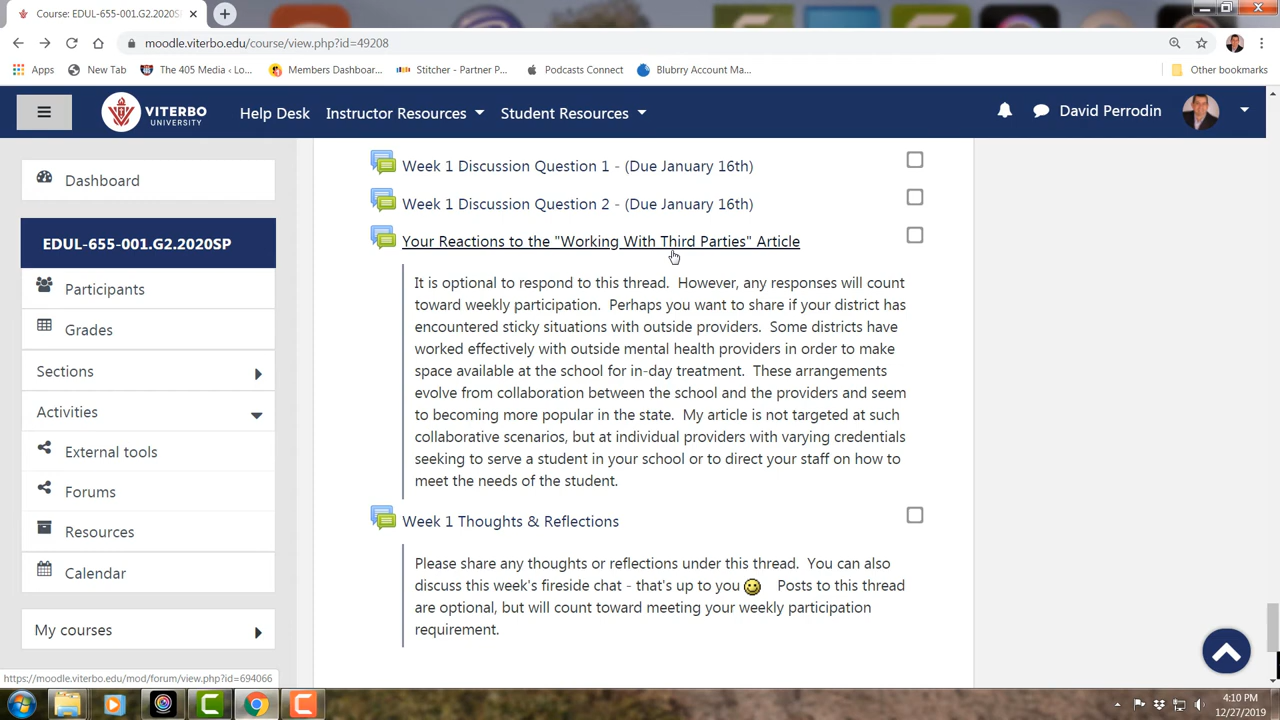 Course: EDUL-655-001.G2.2020SP
moodle.viterbo.edu/course/view.php?id=49208
Apps
New Tab
The 405 Media ‹ Lo...
Members Dashboar...
Stitcher - Partner P...
Podcasts Connect
Blubrry Account Ma...
Other bookmarks
VITERBO
UNIVERSITY
Help Desk
Instructor Resources
Student Resources
David Perrodin
Dashboard
EDUL-655-001.G2.2020SP
Participants
Grades
Sections
Activities
External tools
Forums
Resources
Calendar
My courses
Week 1 Discussion Question 1 - (Due January 16th)
Week 1 Discussion Question 2 - (Due January 16th)
Your Reactions to the "Working With Third Parties" Article
It is optional to respond to this thread. However, any responses will count
toward weekly participation. Perhaps you want to share if your district has
encountered sticky situations with outside providers. Some districts have
worked effectively with outside mental health providers in order to make
space available at the school for in-day treatment. These arrangements
evolve from collaboration between the school and the providers and seem
to becoming more popular in the state. My article is not targeted at such
collaborative scenarios, but at individual providers with varying credentials
seeking to serve a student in your school or to direct your staff on how to
meet the needs of the student.
Week 1 Thoughts & Reflections
Please share any thoughts or reflections under this thread. You can also
discuss this week's fireside chat - that's up to you Posts to this thread
are optional, but will count toward meeting your weekly participation
requirement.
https://moodle.viterbo.edu/mod/forum/view.php?id=694066
4:10 PM
12/27/2019